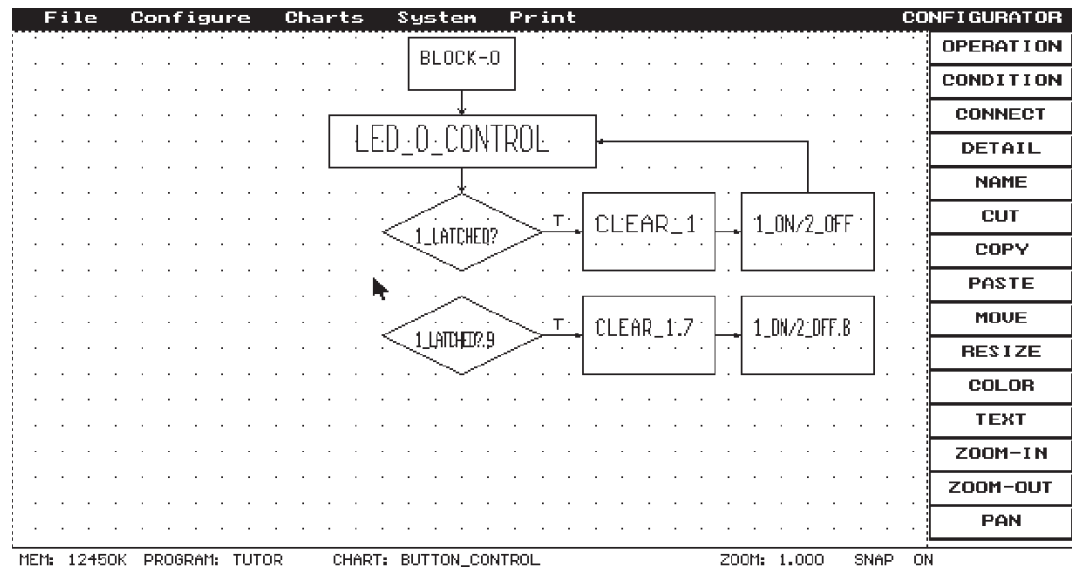 File Configure Charts System Print CONFIGURATOR
BLOCK-0
LED_0_CONTROL
1_LATCHED?
T
CLEAR_1
1_ON/2_OFF
1_LATCHED?.9
T
CLEAR_1.7
1_ON/2_OFF.8
OPERATION
CONDITION
CONNECT
DETAIL
NAME
CUT
COPY
PASTE
MOVE
RESIZE
COLOR
TEXT
ZOOM-IN
ZOOM-OUT
PAN
MEM: 12450K PROGRAM: TUTOR CHART: BUTTON_CONTROL ZOOM: 1.000 SNAP ON